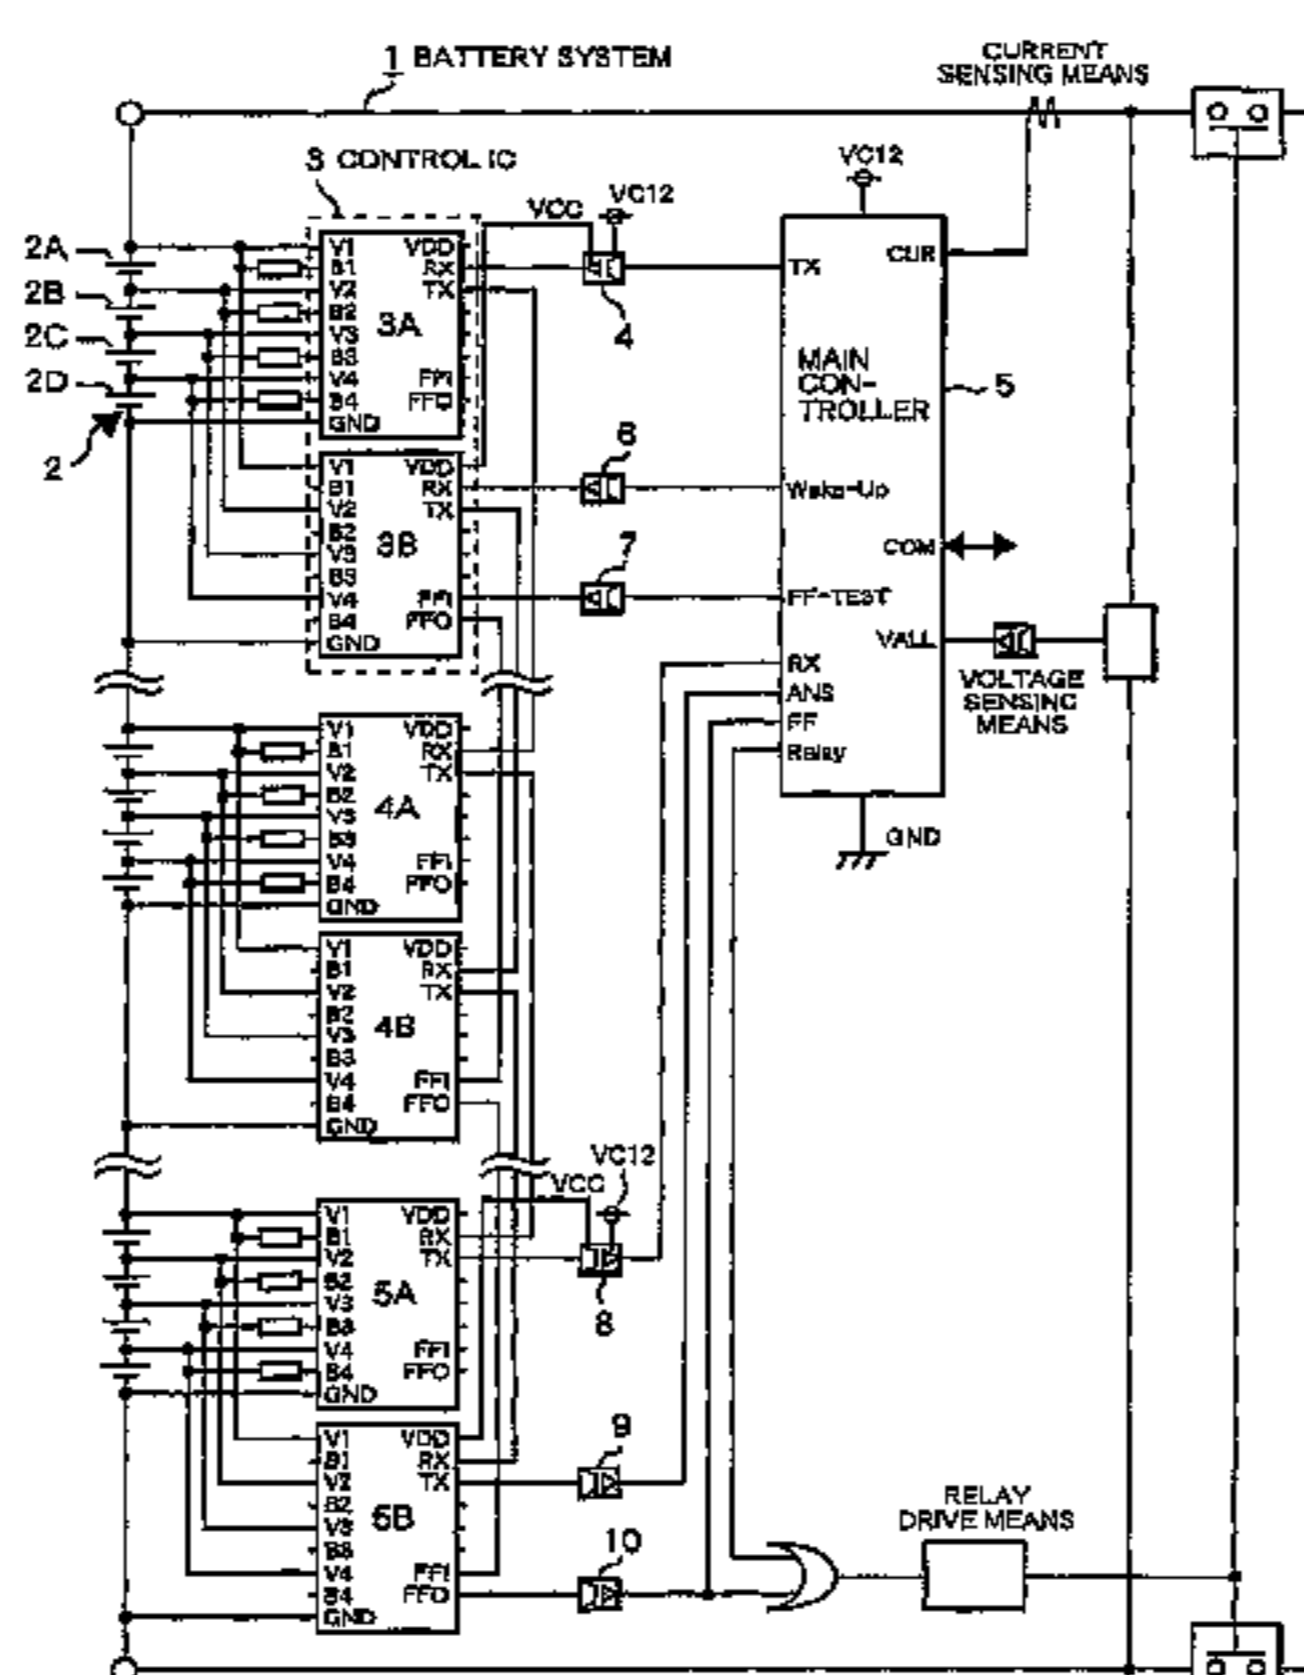 1 BATTERY SYSTEM
CURRENT
SENSING MEANS
3 CONTROL IC
VCC
VC12
VC12
2A
2B
2C
2D
2
V1
B1
V2
B2
V3
B3
V4
B4
GND
3A
VDD
RX
TX
FFI
FFO
4
TX
CUR
MAIN
CON-
TROLLER
5
V1
B1
V2
B2
V3
B3
V4
B4
GND
3B
VDD
RX
TX
FFI
FFO
6
Wake-Up
7
COM
FF-TEST
VALL
RX
ANS
FF
Relay
VOLTAGE
SENSING
MEANS
GND
V1
B1
V2
B2
V3
B3
V4
B4
GND
4A
VDD
RX
TX
FFI
FFO
V1
B1
V2
B2
V3
B3
V4
B4
GND
4B
VDD
RX
TX
FFI
FFO
VC12
VCC
V1
B1
V2
B2
V3
B3
V4
B4
GND
5A
VDD
RX
TX
FFI
FFO
8
V1
B1
V2
B2
V3
B3
V4
B4
GND
5B
VDD
RX
TX
FFI
FFO
9
10
RELAY
DRIVE MEANS